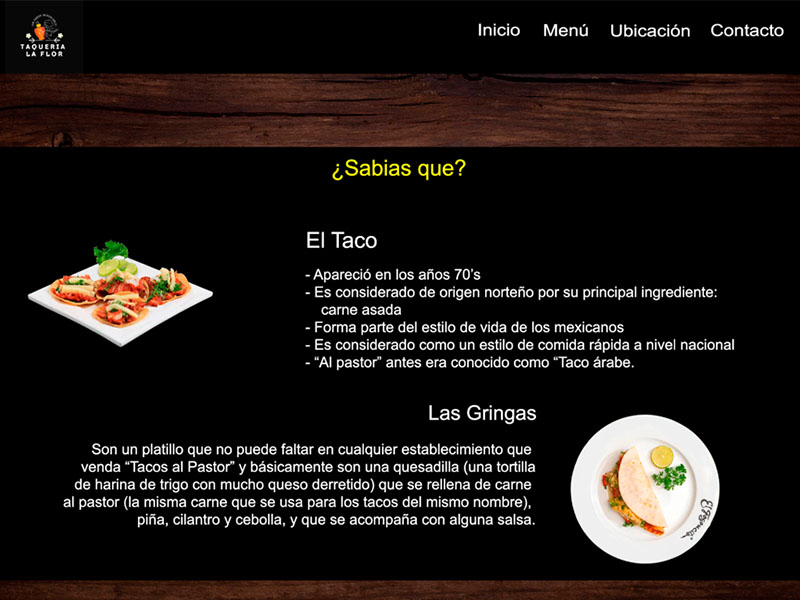 TAQUERIA
LA FLOR
Inicio Menú Ubicación Contacto
¿Sabias que?
El Taco
- Apareció en los años 70’s
- Es considerado de origen norteño por su principal ingrediente:
carne asada
- Forma parte del estilo de vida de los mexicanos
- Es considerado como un estilo de comida rápida a nivel nacional
- “Al pastor” antes era conocido como “Taco árabe.
Las Gringas
Son un platillo que no puede faltar en cualquier establecimiento que
venda “Tacos al Pastor” y básicamente son una quesadilla (una tortilla
de harina de trigo con mucho queso derretido) que se rellena de carne
al pastor (la misma carne que se usa para los tacos del mismo nombre),
piña, cilantro y cebolla, y que se acompaña con alguna salsa.